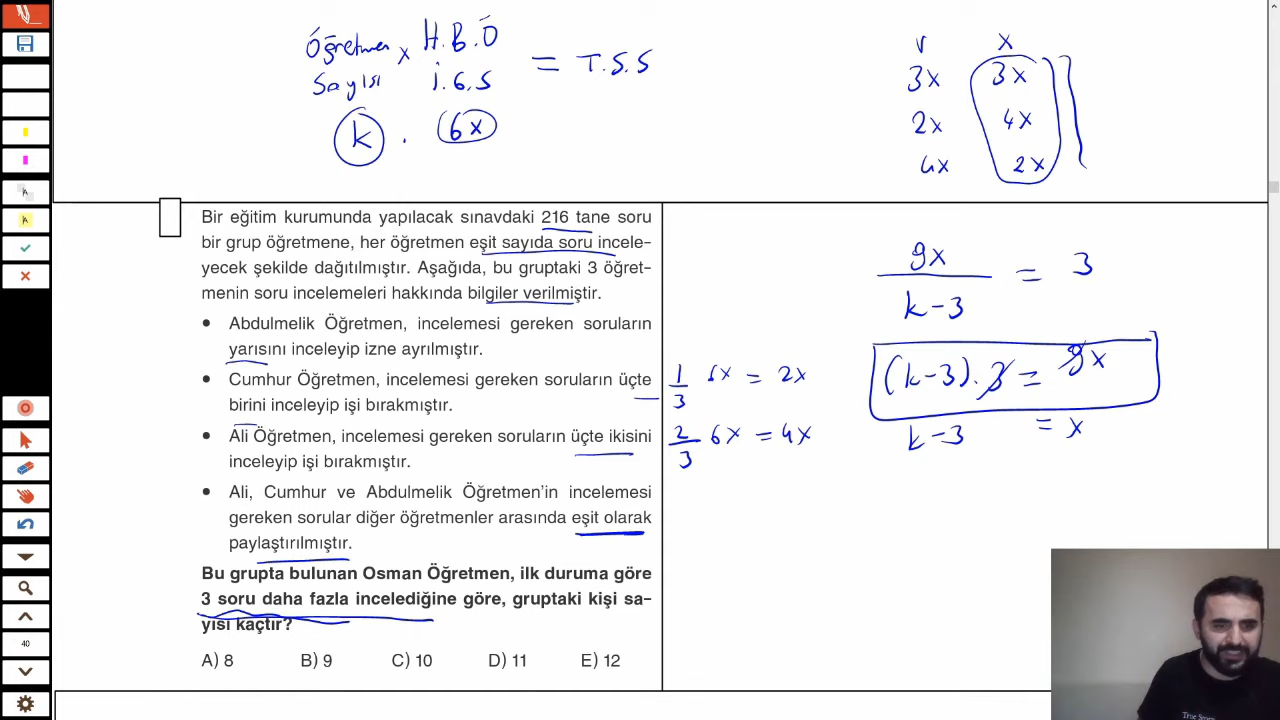 Öğretmen x H.B.Ö = T.S.S
Sayısı İ.G.S
k . 6x
V X
3x 3x
2x 4x
4x 2x
Bir eğitim kurumunda yapılacak sınavdaki 216 tane soru
bir grup öğretmene, her öğretmen eşit sayıda soru incele-
yecek şekilde dağıtılmıştır. Aşağıda, bu gruptaki 3 öğret-
menin soru incelemeleri hakkında bilgiler verilmiştir.
• Abdulmelik Öğretmen, incelemesi gereken soruların
yarısını inceleyip izne ayrılmıştır.
• Cumhur Öğretmen, incelemesi gereken soruların üçte
birini inceleyip işi bırakmıştır.
• Ali Öğretmen, incelemesi gereken soruların üçte ikisini
inceleyip işi bırakmıştır.
• Ali, Cumhur ve Abdulmelik Öğretmen'in incelemesi
gereken sorular diğer öğretmenler arasında eşit olarak
paylaştırılmıştır.
Bu grupta bulunan Osman Öğretmen, ilk duruma göre
3 soru daha fazla incelediğine göre, gruptaki kişi sa-
yısı kaçtır?
A) 8 B) 9 C) 10 D) 11 E) 12
1/3 6x = 2x
2/3 6x = 4x
9x/k-3 = 3
(k-3).3 = 9x
k-3 = x
40